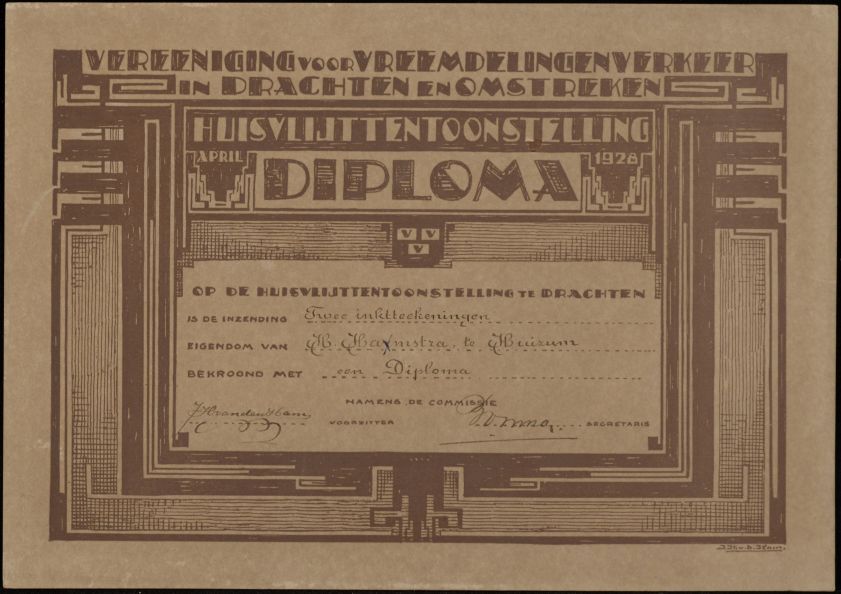 VEREENIGING VOOR VREEMDELINGENVERKEER
IN DRACHTEN EN OMSTREKEN
HUISVLIJTTENTOONSTELLING
APRIL DIPLOMA 1928
V V
V
OP DE HUISVLIJTTENTOONSTELLING TE DRACHTEN
IS DE INZENDING Twee inktteekeningen
EIGENDOM VAN H. te Huizum
BEKROOND MET een Diploma
NAMENS DE COMMISSIE
VOORZITTER SECRETARIS